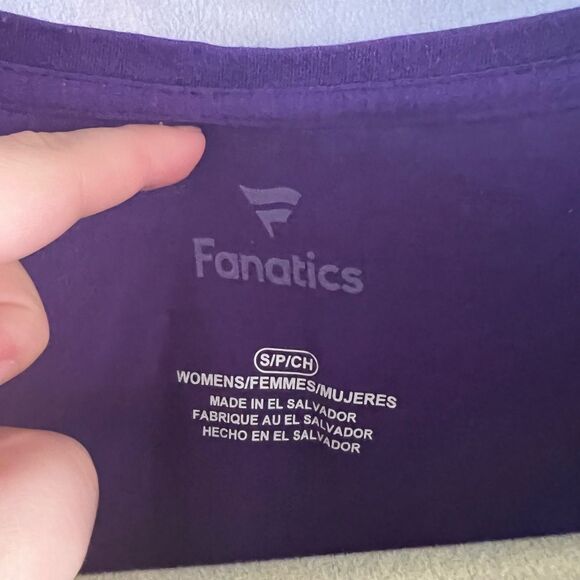 Fanatics
S/P/CH
WOMENS/FEMMES/MUJERES
MADE IN EL SALVADOR
FABRIQUE AU EL SALVADOR
HECHO EN EL SALVADOR